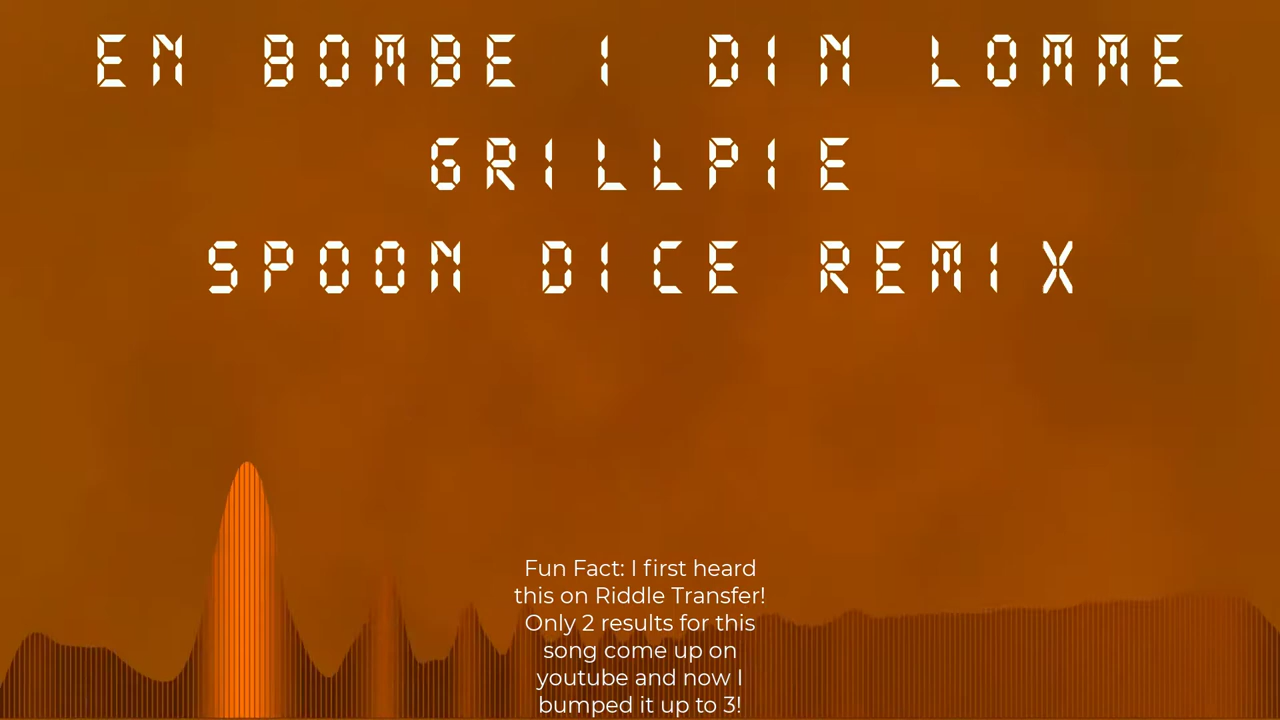 EN BOMBE I DIN LOMME
GRILLPIE
SPOON DICE REMIX
Fun Fact: I first heard
this on Riddle Transfer!
Only 2 results for this
song come up on
youtube and now I
bumped it up to 3!